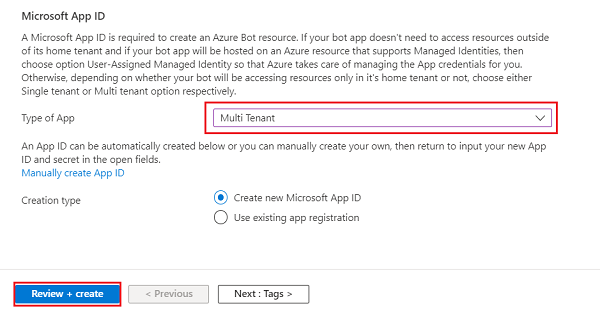 Microsoft App ID
A Microsoft App ID is required to create an Azure Bot resource. If your bot app doesn't need to access resources outside
of its home tenant and if your bot app will be hosted on an Azure resource that supports Managed Identities, then
choose option User-Assigned Managed Identity so that Azure takes care of managing the App credentials for you.
Otherwise, depending on whether your bot will be accessing resources only in it's home tenant or not, choose either
Single tenant or Multi tenant option respectively.
Type of App
Multi Tenant
An App ID can be automatically created below or you can manually create your own, then return to input your new App
ID and secret in the open fields.
Manually create App ID
Creation type
Create new Microsoft App ID
Use existing app registration
Review + create
< Previous
Next : Tags >